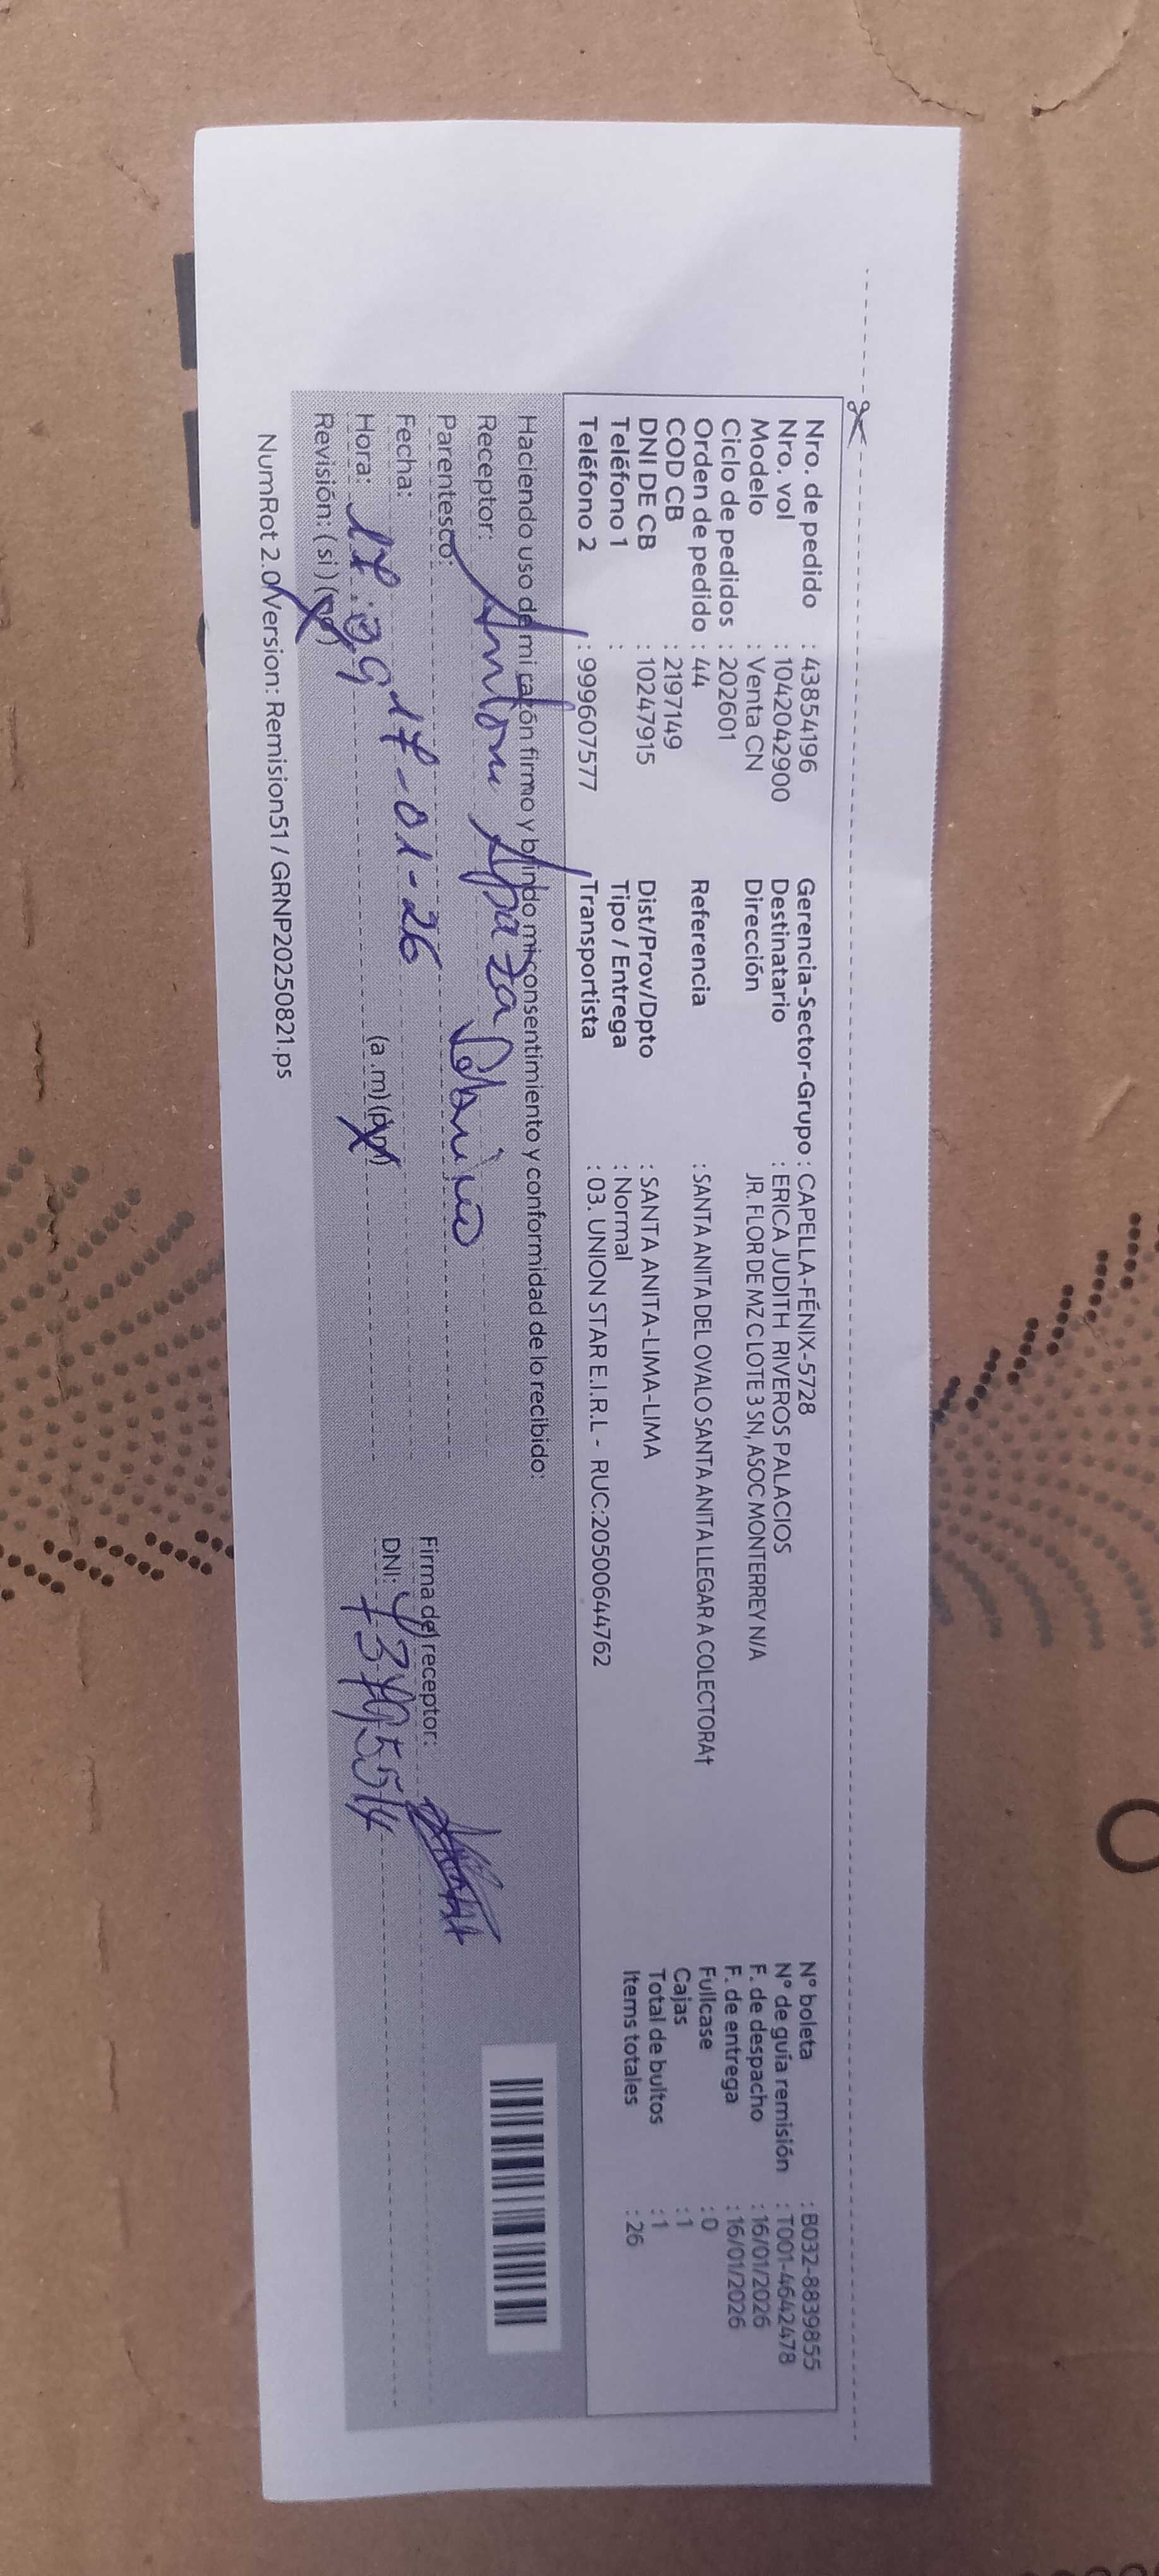 Nro. de pedido : 43854196
Nro. vol : 1042042900
Modelo : Venta CN
Ciclo de pedidos : 202601
Orden de pedido : 44
COD CB : 2197149
DNI DE CB : 10247915
Teléfono 1 :
Teléfono 2 : 999607577
Gerencia-Sector-Grupo : CAPELLA-FÉNIX-5728
Destinatario : ERICA JUDITH RIVEROS PALACIOS
Dirección JR. FLOR DE MZ C LOTE 3 SN, ASOC MONTERREY N/A
Referencia : SANTA ANITA DEL OVALO SANTA ANITA LLEGAR A COLECTORA†
Dist/Prov/Dpto : SANTA ANITA-LIMA-LIMA
Tipo / Entrega : Normal
Transportista : 03. UNION STAR E.I.R.L - RUC:20500644762
N° boleta : B032-8839855
N° de guía remisión : T001-4642478
F. de despacho : 16/01/2026
F. de entrega : 16/01/2026
Fullcase : 0
Cajas : 1
Total de bultos : 1
Items totales : 26
Haciendo uso de mi razón firmo y brindo mi consentimiento y conformidad de lo recibido:
Receptor: Antoni Apaza
Parentesco:
Fecha: 17-01-26
Hora: (a.m) (pm)
Revisión: ( si ) (no)
Firma del receptor:
DNI:
NumRot 2.0/Version: Remision51 / GRNP20250821.ps